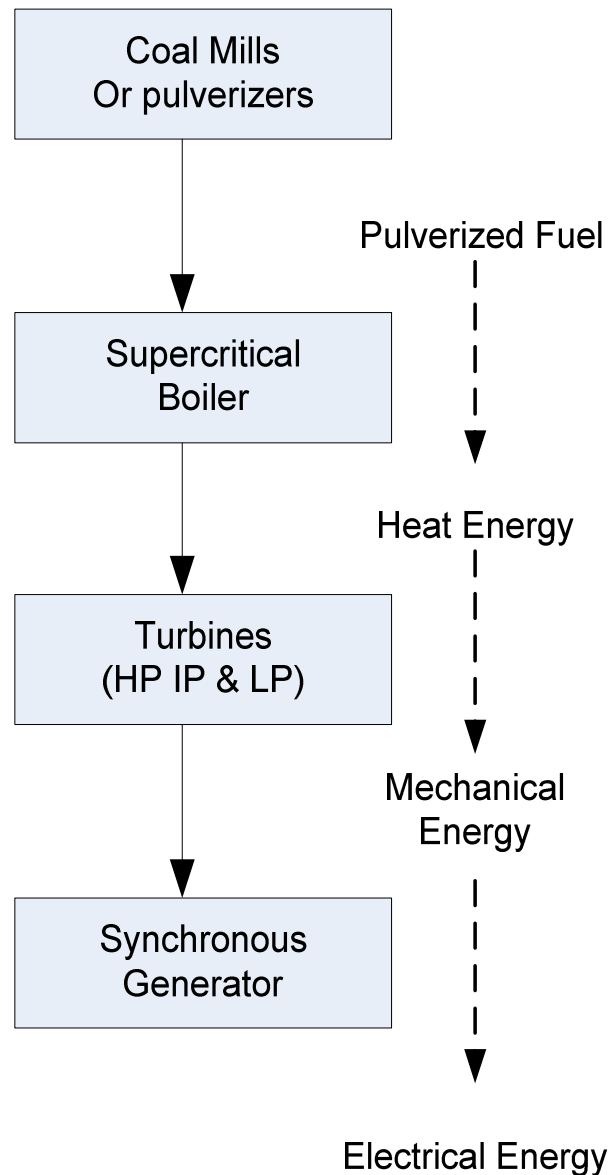 Coal Mills
Or pulverizers
Pulverized Fuel
Supercritical
Boiler
Heat Energy
Turbines
(HP IP & LP)
Mechanical
Energy
Synchronous
Generator
Electrical Energy